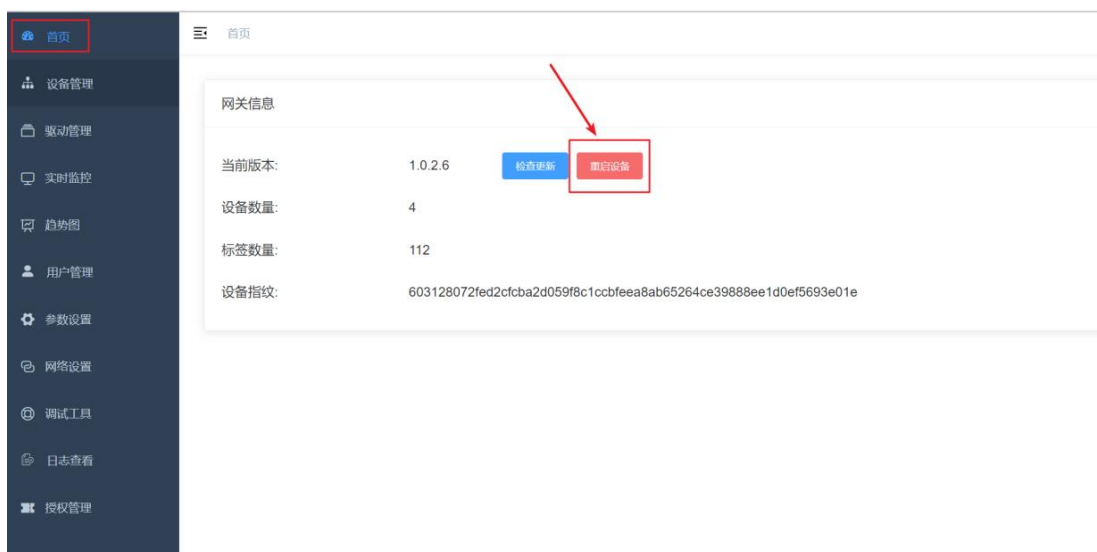 首页
设备管理
驱动管理
实时监控
趋势图
用户管理
参数设置
网络设置
调试工具
日志查看
授权管理
首页
网关信息
当前版本: 1.0.2.6 检查更新 重启设备
设备数量: 4
标签数量: 112
设备指纹: 603128072fed2cfcba2d059f8c1ccbfeea8ab65264ce39888ee1d0ef5693e01e